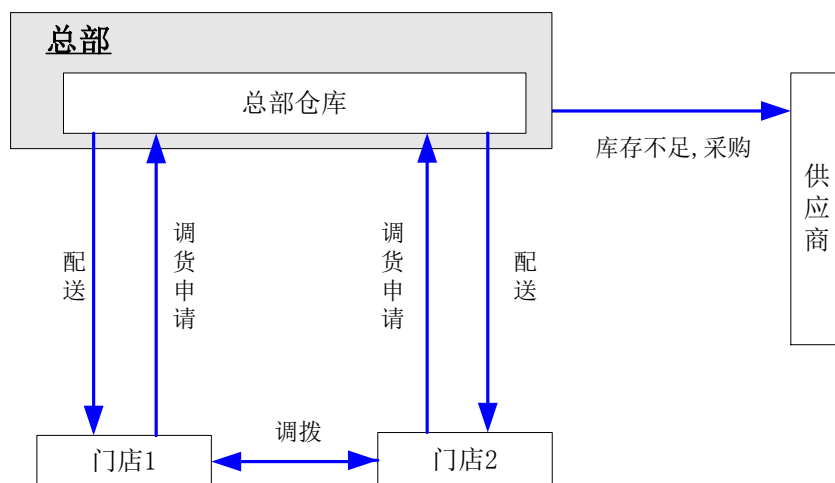 总部
总部仓库
库存不足,采购
供应商
配送
调货申请
调货申请
配送
调拨
门店1
门店2